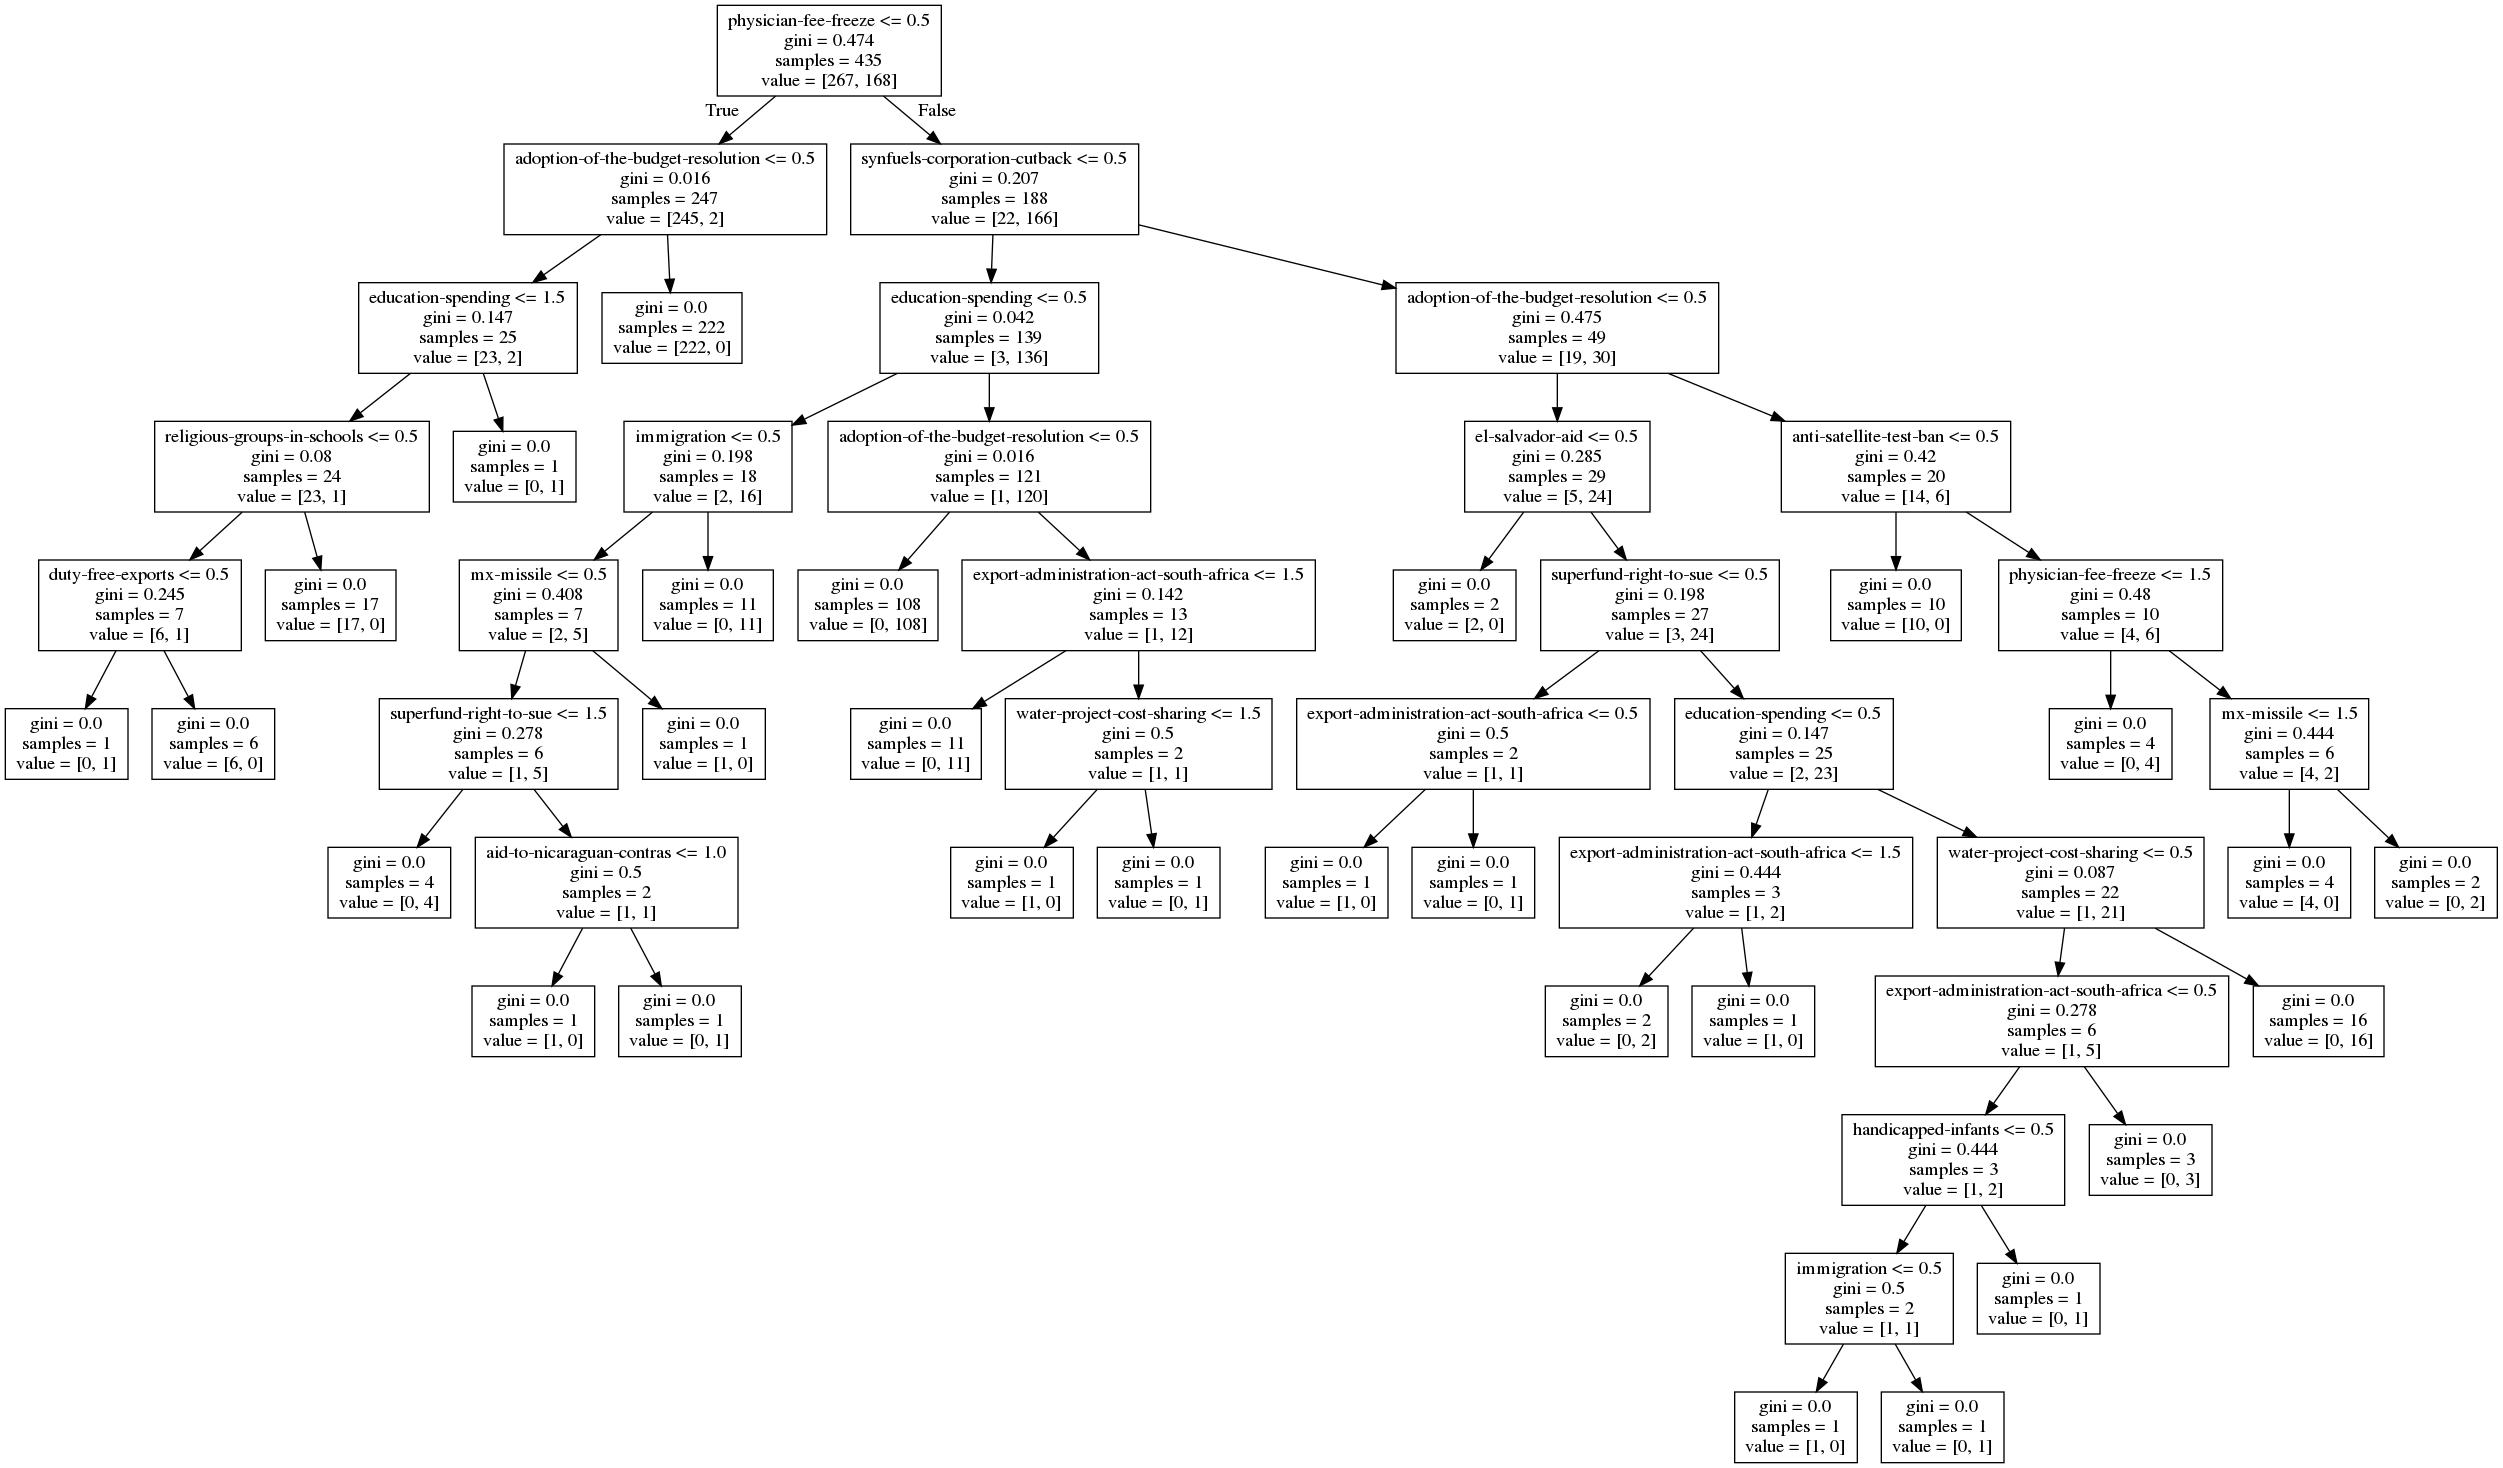 physician-fee-freeze <= 0.5
gini = 0.474
samples = 435
value = [267, 168]
True
False
adoption-of-the-budget-resolution <= 0.5
gini = 0.016
samples = 247
value = [245, 2]
synfuels-corporation-cutback <= 0.5
gini = 0.207
samples = 188
value = [22, 166]
education-spending <= 1.5
gini = 0.147
samples = 25
value = [23, 2]
gini = 0.0
samples = 222
value = [222, 0]
education-spending <= 0.5
gini = 0.042
samples = 139
value = [3, 136]
adoption-of-the-budget-resolution <= 0.5
gini = 0.475
samples = 49
value = [19, 30]
religious-groups-in-schools <= 0.5
gini = 0.08
samples = 24
value = [23, 1]
gini = 0.0
samples = 1
value = [0, 1]
immigration <= 0.5
gini = 0.198
samples = 18
value = [2, 16]
adoption-of-the-budget-resolution <= 0.5
gini = 0.016
samples = 121
value = [1, 120]
el-salvador-aid <= 0.5
gini = 0.285
samples = 29
value = [5, 24]
anti-satellite-test-ban <= 0.5
gini = 0.42
samples = 20
value = [14, 6]
duty-free-exports <= 0.5
gini = 0.245
samples = 7
value = [6, 1]
gini = 0.0
samples = 17
value = [17, 0]
mx-missile <= 0.5
gini = 0.408
samples = 7
value = [2, 5]
gini = 0.0
samples = 11
value = [0, 11]
gini = 0.0
samples = 108
value = [0, 108]
export-administration-act-south-africa <= 1.5
gini = 0.142
samples = 13
value = [1, 12]
gini = 0.0
samples = 2
value = [2, 0]
superfund-right-to-sue <= 0.5
gini = 0.198
samples = 27
value = [3, 24]
gini = 0.0
samples = 10
value = [10, 0]
physician-fee-freeze <= 1.5
gini = 0.48
samples = 10
value = [4, 6]
gini = 0.0
samples = 1
value = [0, 1]
gini = 0.0
samples = 6
value = [6, 0]
superfund-right-to-sue <= 1.5
gini = 0.278
samples = 6
value = [1, 5]
gini = 0.0
samples = 1
value = [1, 0]
gini = 0.0
samples = 11
value = [0, 11]
water-project-cost-sharing <= 1.5
gini = 0.5
samples = 2
value = [1, 1]
export-administration-act-south-africa <= 0.5
gini = 0.5
samples = 2
value = [1, 1]
education-spending <= 0.5
gini = 0.147
samples = 25
value = [2, 23]
gini = 0.0
samples = 4
value = [0, 4]
mx-missile <= 1.5
gini = 0.444
samples = 6
value = [4, 2]
gini = 0.0
samples = 4
value = [0, 4]
aid-to-nicaraguan-contras <= 1.0
gini = 0.5
samples = 2
value = [1, 1]
gini = 0.0
samples = 1
value = [1, 0]
gini = 0.0
samples = 1
value = [0, 1]
gini = 0.0
samples = 1
value = [1, 0]
gini = 0.0
samples = 1
value = [0, 1]
export-administration-act-south-africa <= 1.5
gini = 0.444
samples = 3
value = [1, 2]
water-project-cost-sharing <= 0.5
gini = 0.087
samples = 22
value = [1, 21]
gini = 0.0
samples = 4
value = [4, 0]
gini = 0.0
samples = 2
value = [0, 2]
gini = 0.0
samples = 1
value = [1, 0]
gini = 0.0
samples = 1
value = [0, 1]
gini = 0.0
samples = 2
value = [0, 2]
gini = 0.0
samples = 1
value = [1, 0]
export-administration-act-south-africa <= 0.5
gini = 0.278
samples = 6
value = [1, 5]
gini = 0.0
samples = 16
value = [0, 16]
handicapped-infants <= 0.5
gini = 0.444
samples = 3
value = [1, 2]
gini = 0.0
samples = 3
value = [0, 3]
immigration <= 0.5
gini = 0.5
samples = 2
value = [1, 1]
gini = 0.0
samples = 1
value = [0, 1]
gini = 0.0
samples = 1
value = [1, 0]
gini = 0.0
samples = 1
value = [0, 1]